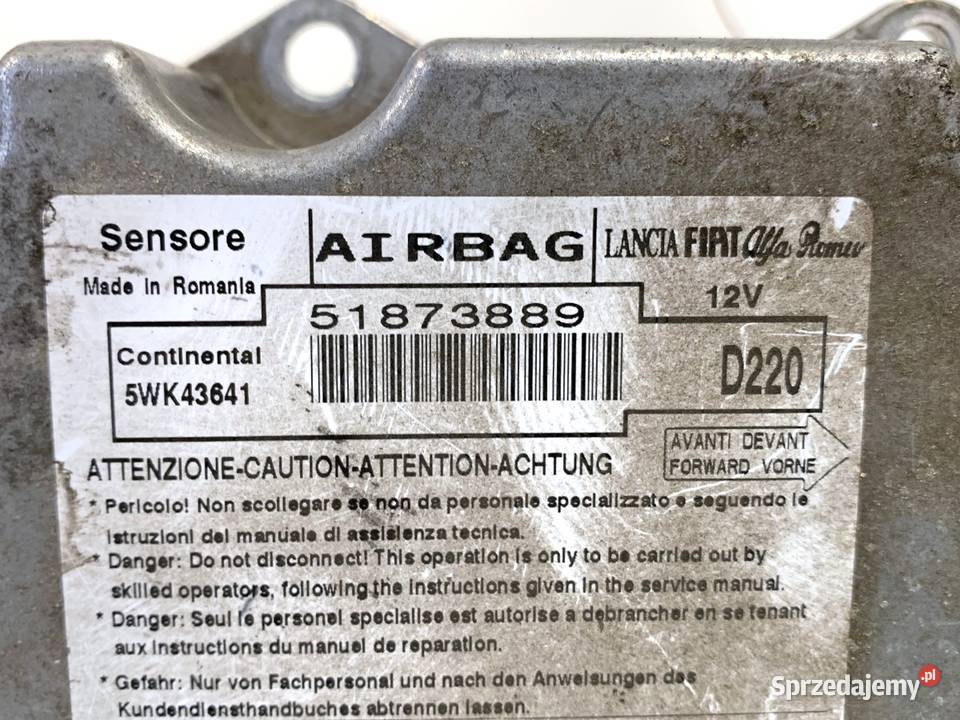 Sensore AIRBAG LANCIA FIAT Alfa Romeo
Made in Romania 12V
51873889
Continental D220
5WK43641
AVANTI DEVANT
FORWARD VORNE
ATTENZIONE-CAUTION-ATTENTION-ACHTUNG
* Pericolo! Non scollegare se non da personale specializzato e seguendo le
istruzioni del manuale di assistenza tecnica.
* Danger: Do not disconnect! This operation is only to be carried out by
skilled operators, following the instructions given in the service manual.
* Danger: Seul le personel specialise est autorise a debrancher en se tenant
aux instructions du manuel de reparation.
* Gefahr: Nur von Fachpersonal und nach den Anweisungen des
Kundendiensthandbuches abtrennen lassen.
Sprzedajemy.pl